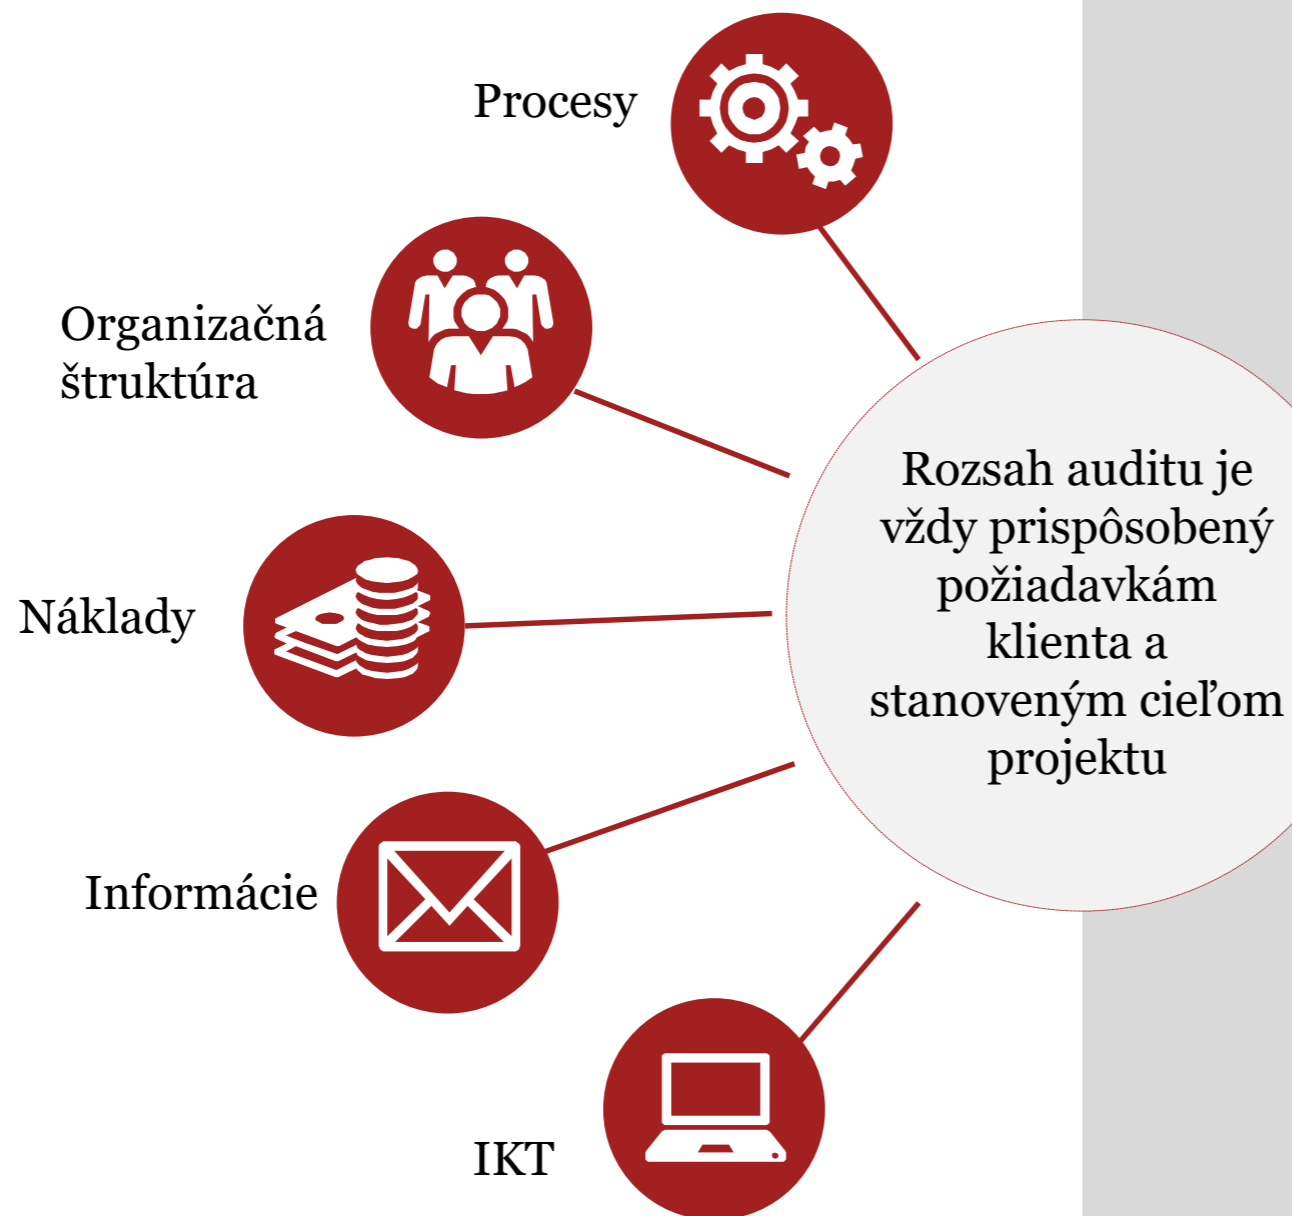 Procesy
Organizačná
štruktúra
Náklady
Informácie
IKT
Rozsah auditu je
vždy prispôsobený
požiadavkám
klienta a
stanoveným cieľom
projektu